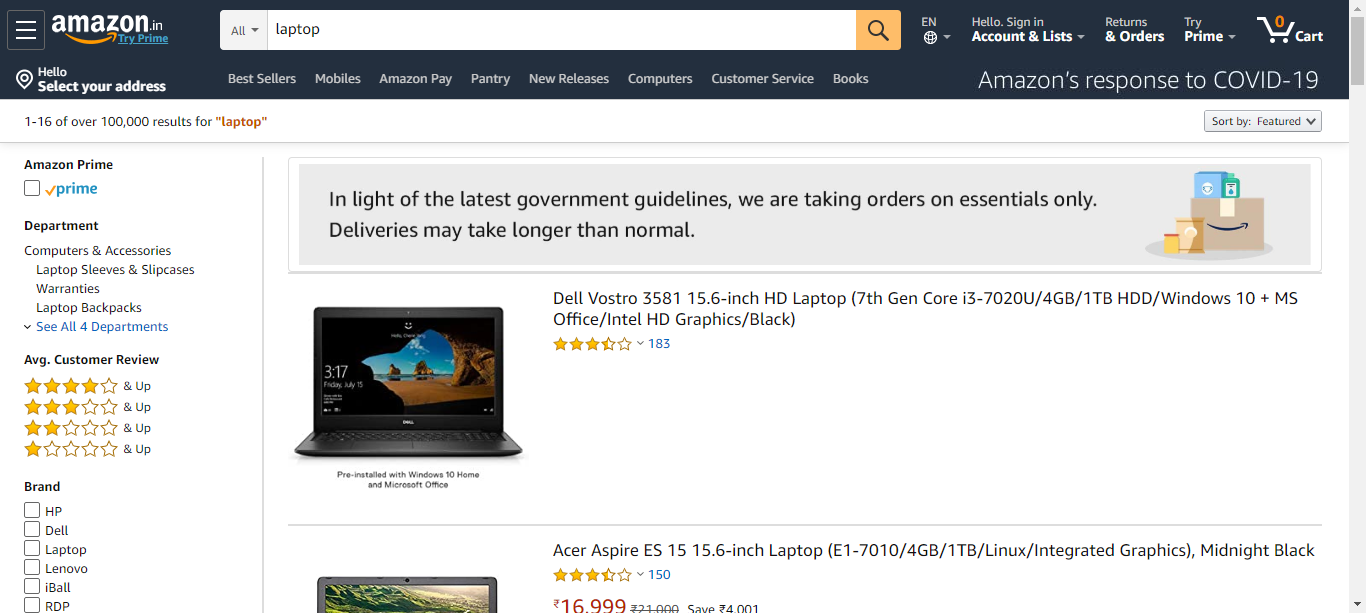 amazon.in
Try Prime
All
laptop
EN
Hello. Sign in
Account & Lists
Returns
& Orders
Try
Prime
0
Cart
Hello
Select your address
Best Sellers
Mobiles
Amazon Pay
Pantry
New Releases
Computers
Customer Service
Books
Amazon's response to COVID-19
1-16 of over 100,000 results for "laptop"
Sort by: Featured
Amazon Prime
prime
Department
Computers & Accessories
Laptop Sleeves & Slipcases
Warranties
Laptop Backpacks
See All 4 Departments
Avg. Customer Review
& Up
& Up
& Up
& Up
Brand
HP
Dell
Laptop
Lenovo
iBall
RDP
In light of the latest government guidelines, we are taking orders on essentials only.
Deliveries may take longer than normal.
3:17
Friday, July 15
DELL
Pre-installed with Windows 10 Home
and Microsoft Office
Dell Vostro 3581 15.6-inch HD Laptop (7th Gen Core i3-7020U/4GB/1TB HDD/Windows 10 + MS
Office/Intel HD Graphics/Black)
183
Acer Aspire ES 15 15.6-inch Laptop (E1-7010/4GB/1TB/Linux/Integrated Graphics), Midnight Black
150
₹16,999 ₹21,000 Save ₹4,001